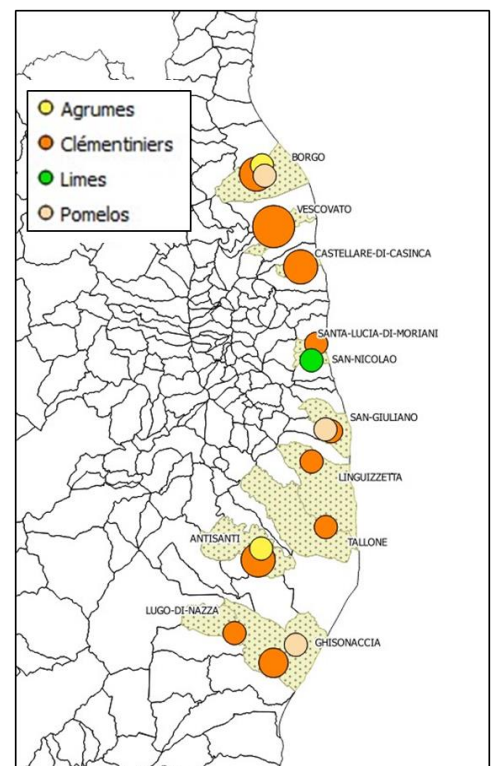 Agrumes
Clémentiniers
Limes
Pomelos
BORGO
VESCOVATO
CASTELLARE-DI-CASINCA
SANTA-LUCIA-DI-MORIANI
SAN-NICOLAO
SAN-GIULIANO
LINGUIZZETTA
ANTISANTI
TALLONE
LUGO-DI-NAZZA
GHISONACCIA